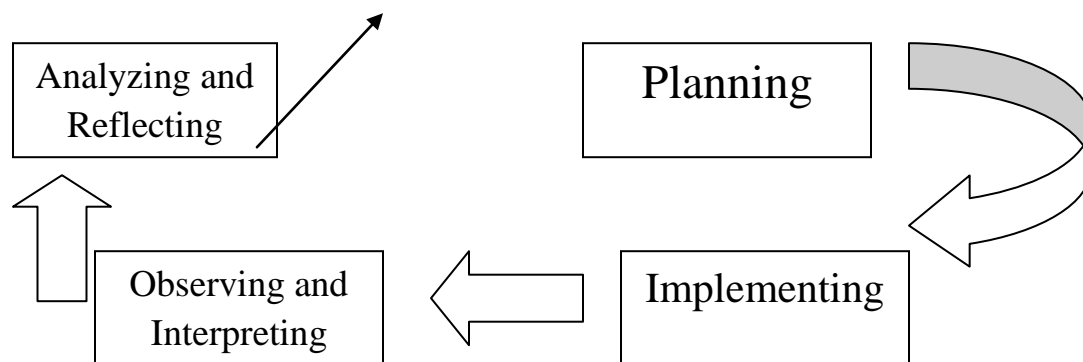 Analyzing and
Reflecting
Planning
Implementing
Observing and
Interpreting